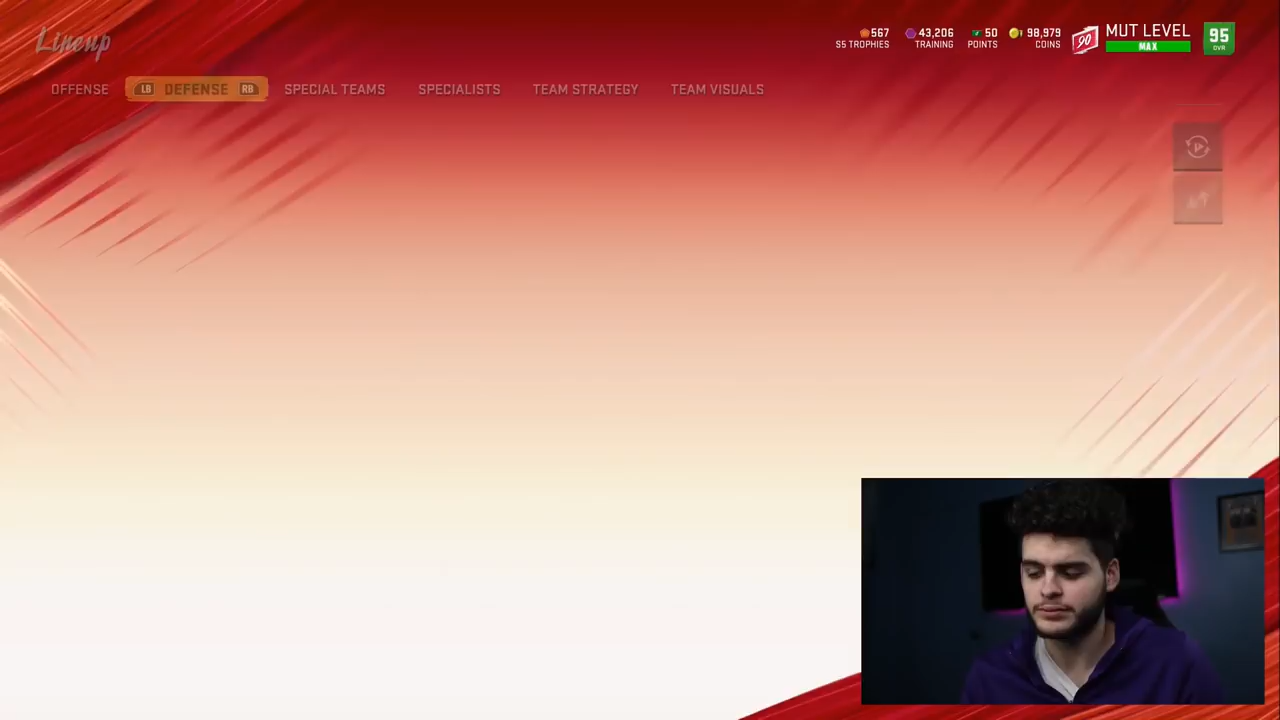 Lineup
567
S5 TROPHIES
43,206
TRAINING
50
POINTS
98,979
COINS
90
MUT LEVEL
MAX
95
OVR
OFFENSE
LB DEFENSE RB
SPECIAL TEAMS
SPECIALISTS
TEAM STRATEGY
TEAM VISUALS